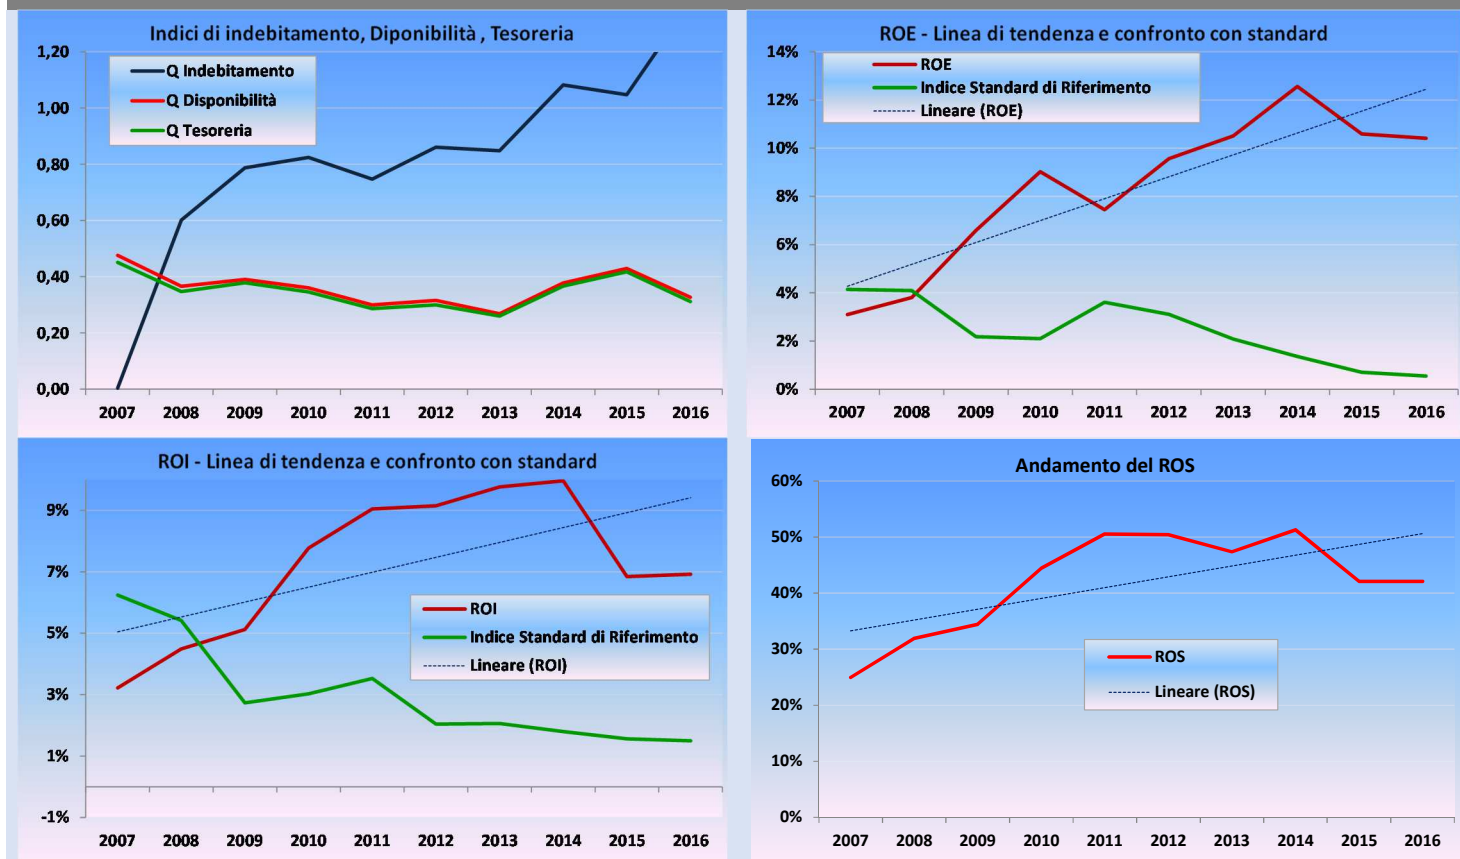 Indici di indebitamento, Diponibilità , Tesoreria
1,20
1,00
0,80
0,60
0,40
0,20
0,00
Q Indebitamento
Q Disponibilità
Q Tesoreria
2007 2008 2009 2010 2011 2012 2013 2014 2015 2016
ROE - Linea di tendenza e confronto con standard
14%
12%
10%
8%
6%
4%
2%
0%
ROE
Indice Standard di Riferimento
Lineare (ROE)
2007 2008 2009 2010 2011 2012 2013 2014 2015 2016
ROI - Linea di tendenza e confronto con standard
9%
7%
5%
3%
1%
-1%
ROI
Indice Standard di Riferimento
Lineare (ROI)
2007 2008 2009 2010 2011 2012 2013 2014 2015 2016
Andamento del ROS
60%
50%
40%
30%
20%
10%
0%
ROS
Lineare (ROS)
2007 2008 2009 2010 2011 2012 2013 2014 2015 2016